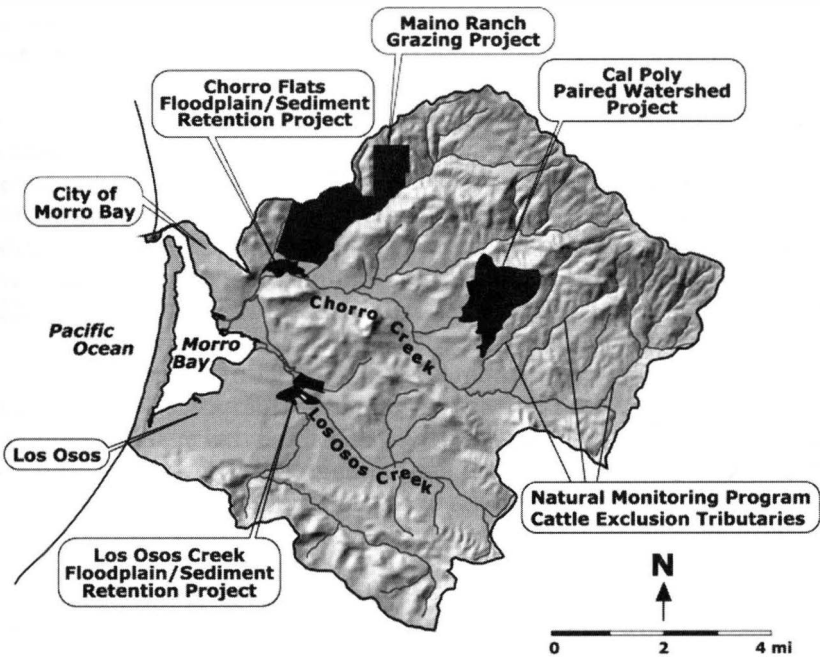 Maino Ranch
Grazing Project
Chorro Flats
Floodplain/Sediment
Retention Project
Cal Poly
Paired Watershed
Project
City of
Morro Bay
Chorro Creek
Pacific
Ocean
Morro
Bay
Los Osos
Los Osos Creek
Natural Monitoring Program
Cattle Exclusion Tributaries
Los Osos Creek
Floodplain/Sediment
Retention Project
N
0 2 4 mi